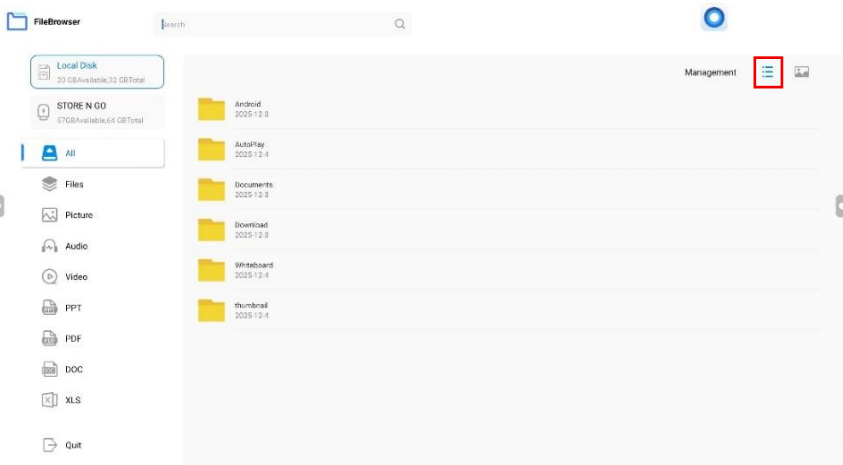 FileBrowser
Search
Local Disk
20 GBAvailable,32 GBTotal
STORE N GO
57GBAvailable,64 GBTotal
All
Files
Picture
Audio
Video
PPT
PDF
DOC
XLS
Quit
Management
Android
2025-12-3
AutoPlay
2025-12-4
Documents
2025-12-3
Download
2025-12-3
Whiteboard
2025-12-4
thumbnail
2025-12-4